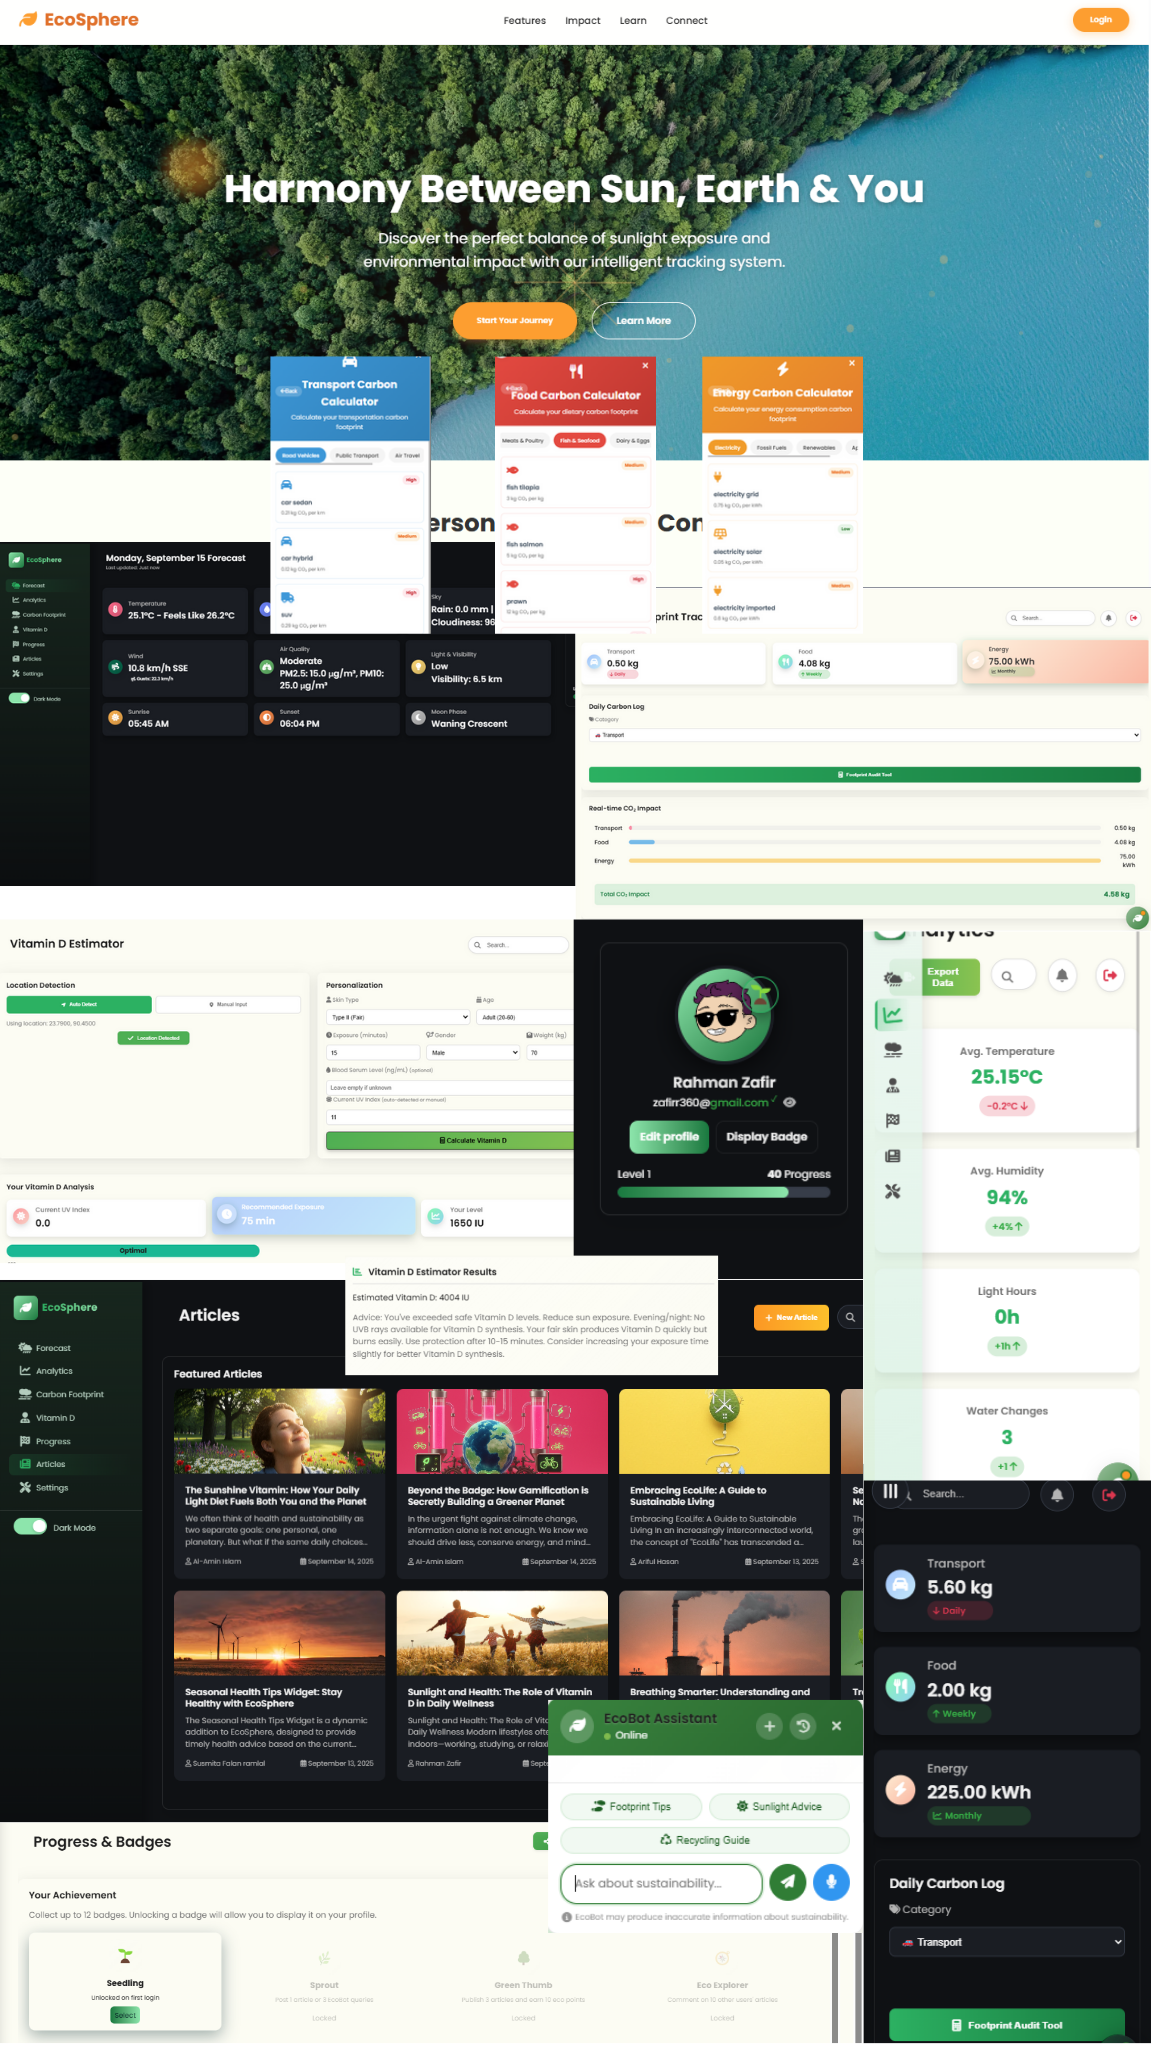 EcoSphere
Features Impact Learn Connect
Login
Harmony Between Sun, Earth & You
Discover the perfect balance of sunlight exposure and
environmental impact with our intelligent tracking system.
Start Your Journey
Learn More
Back
Transport Carbon
Calculator
Calculate your transportation carbon
footprint
Road Vehicles Public Transport Air Travel
High
car sedan
0.21 kg CO₂ per km
Medium
car hybrid
0.12 kg CO₂ per km
High
suv
0.28 kg CO₂ per km
Back
Food Carbon Calculator
Calculate your dietary carbon footprint
Meats & Poultry Fish & Seafood Dairy & Eggs
Medium
fish tilapia
3 kg CO₂ per kg
Medium
fish salmon
5 kg CO₂ per kg
High
prawn
12 kg CO₂ per kg
Energy Carbon Calculator
Calculate your energy consumption carbon
footprint
Electricity Fossil Fuels Renewables Ap
Medium
electricity grid
0.75 kg CO₂ per kWh
Low
electricity solar
0.05 kg CO₂ per kWh
Medium
electricity imported
0.8 kg CO₂ per kWh
erson
Con
EcoSphere
Forecast
Analytics
Carbon Footprint
Vitamin D
Progress
Articles
Settings
Dark Mode
Monday, September 15 Forecast
Last updated: Just now
Temperature
25.1°C - Feels Like 26.2°C
Sky
Rain: 0.0 mm |
Cloudiness: 96
Wind
10.8 km/h SSE
Gusts: 22.3 km/h
Air Quality
Moderate
PM2.5: 15.0 µg/m³, PM10:
25.0 µg/m³
Light & Visibility
Low
Visibility: 6.5 km
Sunrise
05:45 AM
Sunset
06:04 PM
Moon Phase
Waning Crescent
print Trac
Search...
Transport
0.50 kg
↓ Daily
Food
4.08 kg
↑ Weekly
Energy
75.00 kWh
Monthly
Daily Carbon Log
Category
Transport
Footprint Audit Tool
Real-time CO₂ Impact
Transport 0.50 kg
Food 4.08 kg
Energy 75.00
kWh
Total CO₂ Impact 4.58 kg
Vitamin D Estimator
Search...
Location Detection
Auto Detect
Manual Input
Using location: 23.7900, 90.4500
Location Detected
Personalization
Skin Type
Age
Type II (Fair)
Adult (20-60)
Exposure (minutes)
Gender
Weight (kg)
15
Male
70
Blood Serum Level (ng/mL) (optional)
Leave empty if unknown
Current UV Index (auto-detected or manual)
11
Calculate Vitamin D
Your Vitamin D Analysis
Current UV Index
0.0
Recommended Exposure
75 min
Your Level
1650 IU
Optimal
Rahman Zafir
zafirr360@gmail.com
Edit profile
Display Badge
Level 1
40 Progress
nalytics
Export
Data
Avg. Temperature
25.15°C
-0.2°C ↓
Avg. Humidity
94%
+4% ↑
Light Hours
0h
+1h ↑
Water Changes
3
+1 ↑
Vitamin D Estimator Results
Estimated Vitamin D: 4004 IU
Advice: You've exceeded safe Vitamin D levels. Reduce sun exposure. Evening/night: No
UVB rays available for Vitamin D synthesis. Your fair skin produces Vitamin D quickly but
burns easily. Use protection after 10-15 minutes. Consider increasing your exposure time
slightly for better Vitamin D synthesis.
EcoSphere
Forecast
Analytics
Carbon Footprint
Vitamin D
Progress
Articles
Settings
Dark Mode
Articles
+ New Article
Featured Articles
The Sunshine Vitamin: How Your Daily
Light Diet Fuels Both You and the Planet
We often think of health and sustainability as
two separate goals: one personal, one
planetary. But what if the same daily choices...
Al-Amin Islam
September 14, 2025
Beyond the Badge: How Gamification is
Secretly Building a Greener Planet
In the urgent fight against climate change,
information alone is not enough. We know we
should drive less, conserve energy, and mind...
Al-Amin Islam
September 14, 2025
Embracing EcoLife: A Guide to
Sustainable Living
Embracing EcoLife: A Guide to Sustainable
Living In an increasingly interconnected world,
the concept of "EcoLife" has transcended a...
Ariful Hasan
September 13, 2025
Se
No
The
gro
lau
Seasonal Health Tips Widget: Stay
Healthy with EcoSphere
The Seasonal Health Tips Widget is a dynamic
addition to EcoSphere, designed to provide
timely health advice based on the current...
Susmita Falan ramlal
September 13, 2025
Sunlight and Health: The Role of Vitamin
D in Daily Wellness
Sunlight and Health: The Role of Vi
Daily Wellness Modern lifestyles ofte
indoors—working, studying, or relaxi
Rahman Zafir
Septe
Breathing Smarter: Understanding and
Tr
EcoBot Assistant
Online
Footprint Tips
Sunlight Advice
Recycling Guide
Ask about sustainability...
EcoBot may produce inaccurate information about sustainability.
Search...
Transport
5.60 kg
↓ Daily
Food
2.00 kg
↑ Weekly
Energy
225.00 kWh
Monthly
Daily Carbon Log
Category
Transport
Footprint Audit Tool
Progress & Badges
Your Achievement
Collect up to 12 badges. Unlocking a badge will allow you to display it on your profile.
Seedling
Unlocked on first login
Select
Sprout
Post 1 article or 3 EcoBot queries
Locked
Green Thumb
Publish 3 articles and earn 10 eco points
Locked
Eco Explorer
Comment on 10 other users' articles
Locked